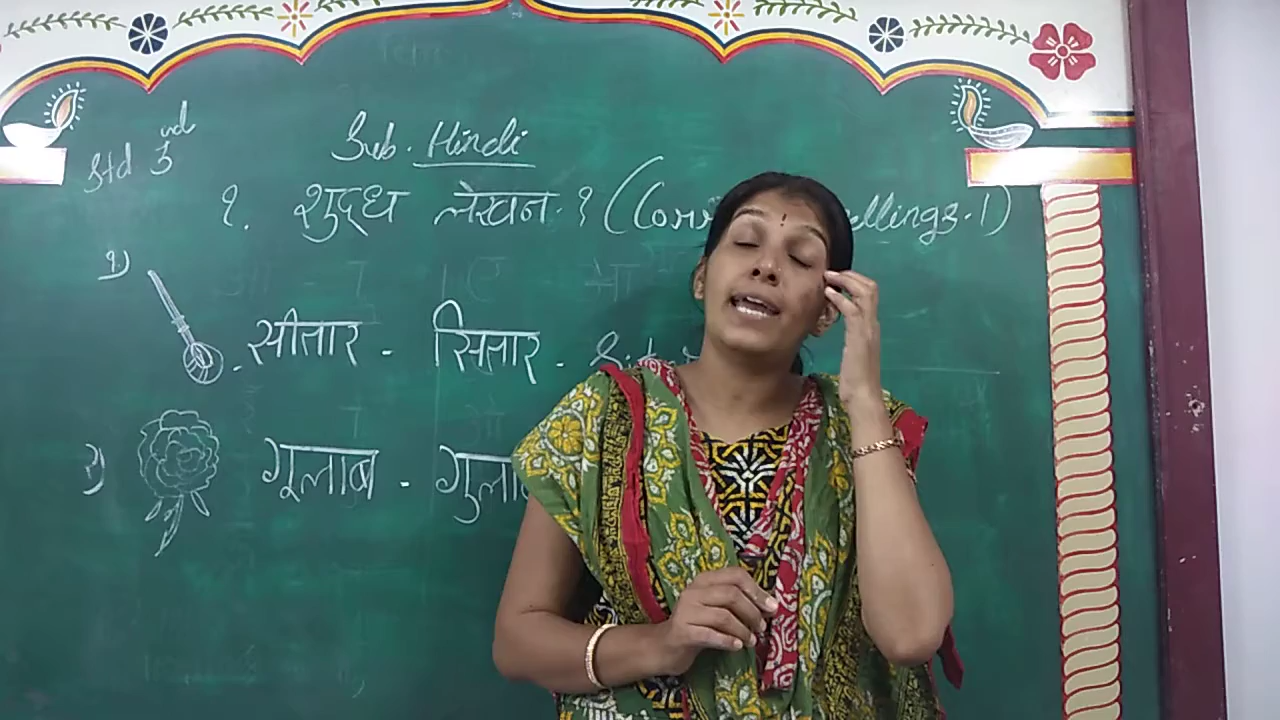 Std 3rd
Sub. Hindi
१. शुद्ध लेखन.१ (Corr ellings.1)
१) सीतार - सितार -
२) गूलाब - गुला